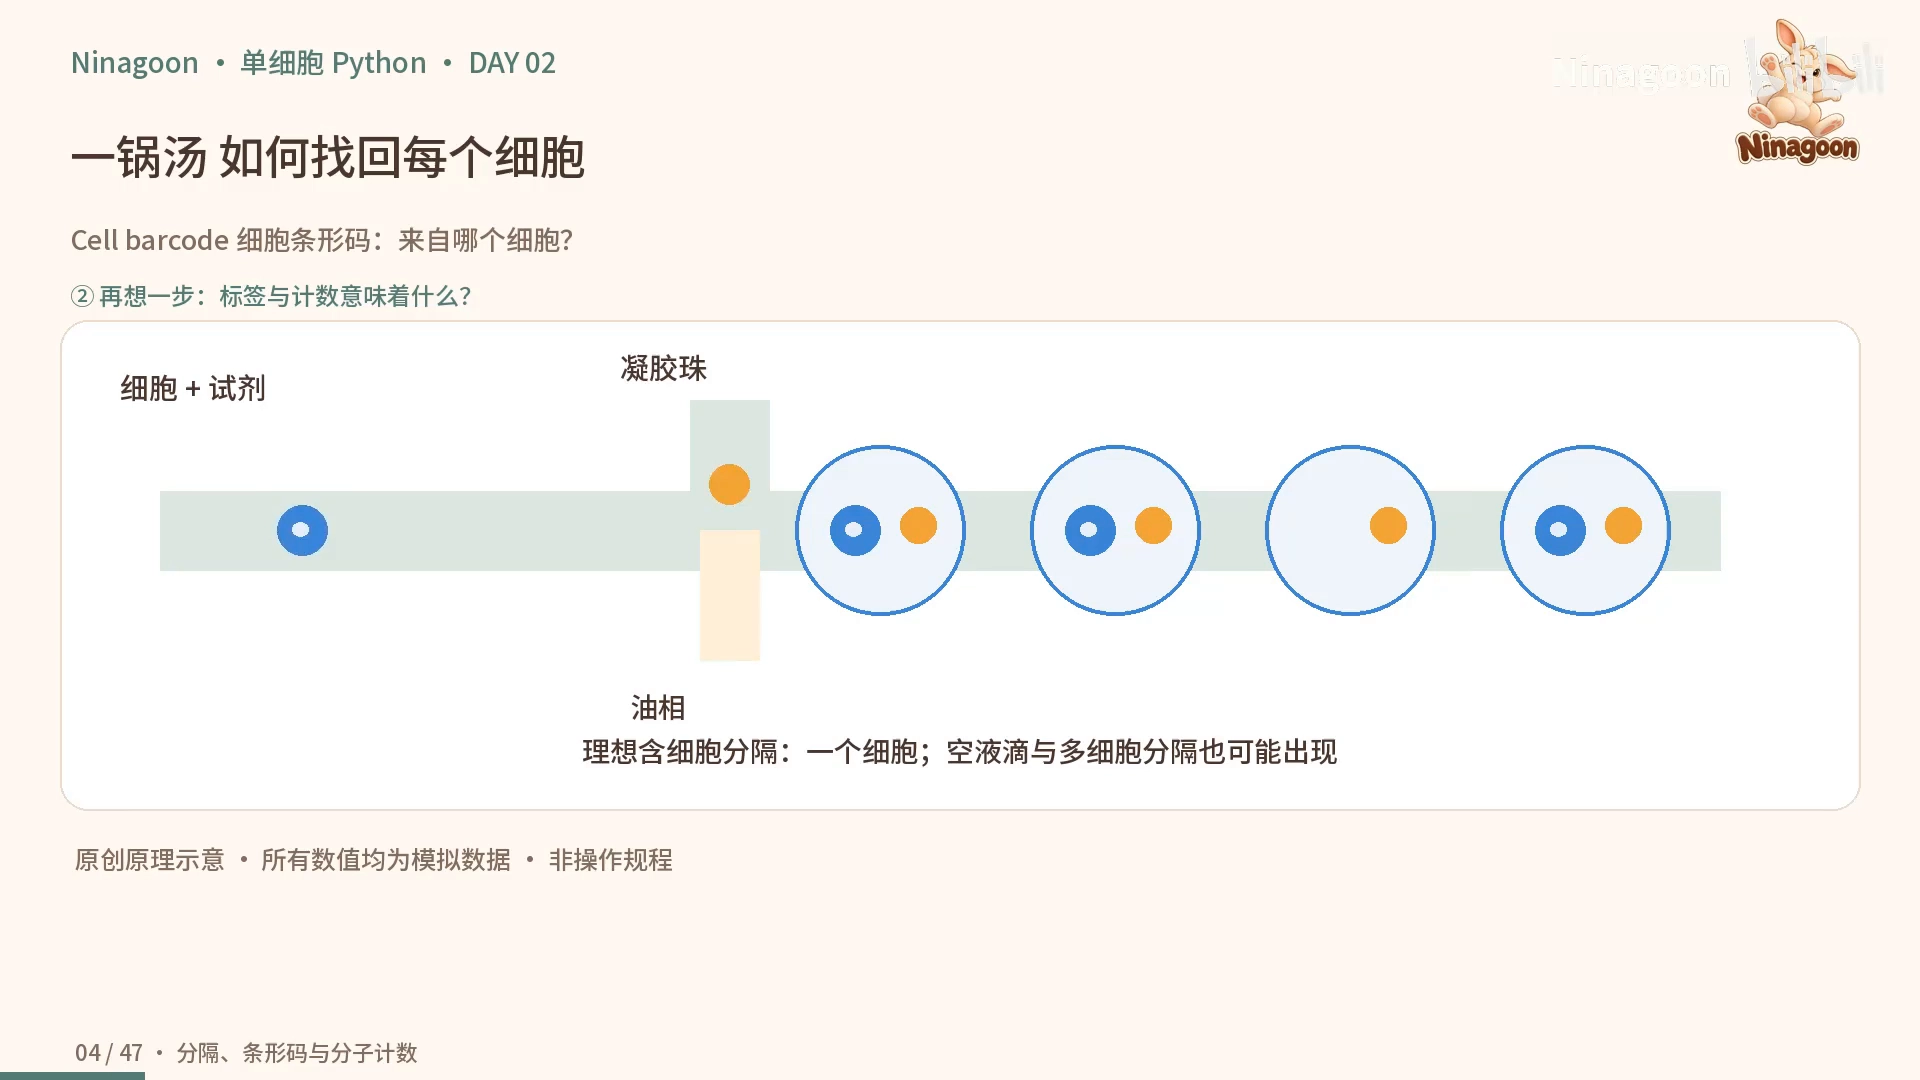 Ninagoon • 单细胞 Python • DAY 02
Ninagoon
Ninagoon
一锅汤 如何找回每个细胞
Cell barcode 细胞条形码：来自哪个细胞？
② 再想一步：标签与计数意味着什么？
细胞 + 试剂
凝胶珠
油相
理想含细胞分隔：一个细胞；空液滴与多细胞分隔也可能出现
原创原理示意 • 所有数值均为模拟数据 • 非操作规程
04 / 47 • 分隔、条形码与分子计数